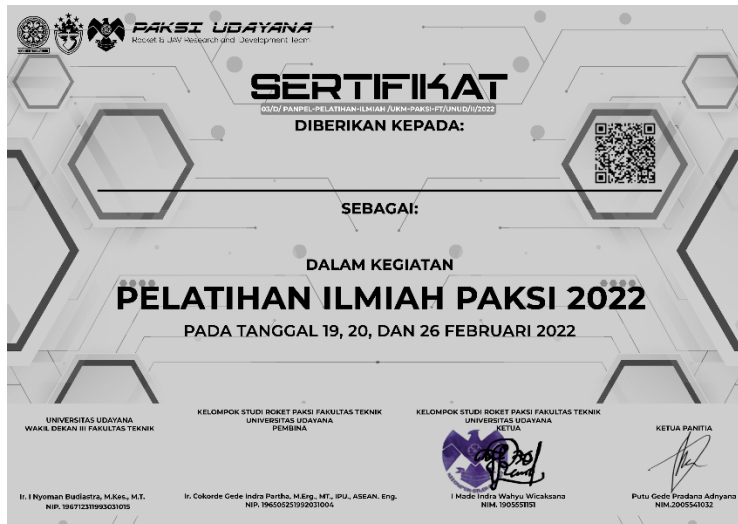 PAKSI UDAYANA
Rocket & UAV Research and Development Team
SERTIFIKAT
03/D/ PANPEL-PELATIHAN-ILMIAH /UKM-PAKSI-FT/UNUD/II/2022
DIBERIKAN KEPADA:
SEBAGAI:
DALAM KEGIATAN
PELATIHAN ILMIAH PAKSI 2022
PADA TANGGAL 19, 20, DAN 26 FEBRUARI 2022
UNIVERSITAS UDAYANA
WAKIL DEKAN III FAKULTAS TEKNIK
Ir. I Nyoman Budiastra, M.Kes., M.T.
NIP. 196712311993031015
KELOMPOK STUDI ROKET PAKSI FAKULTAS TEKNIK
UNIVERSITAS UDAYANA
PEMBINA
Ir. Cokorde Gede Indra Partha, M.Erg., MT., IPU., ASEAN. Eng.
NIP. 196505251992031004
KELOMPOK STUDI ROKET PAKSI FAKULTAS TEKNIK
UNIVERSITAS UDAYANA
KETUA
I Made Indra Wahyu Wicaksana
NIM. 1905551151
KETUA PANITIA
Putu Gede Pradana Adnyana
NIM.2005541032